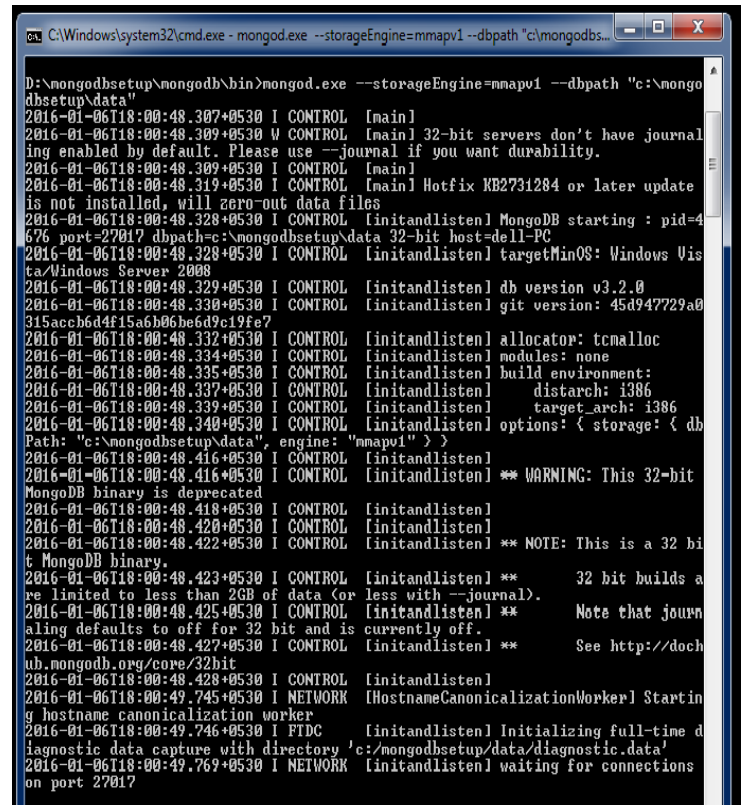 C:\Windows\system32\cmd.exe - mongod.exe --storageEngine=mmapv1 --dbpath "c:\mongodbs...
D:\mongodbsetup\mongodb\bin>mongod.exe --storageEngine=mmapv1 --dbpath "c:\mongo
dbsetup\data"
2016-01-06T18:00:48.307+0530 I CONTROL  [main]
2016-01-06T18:00:48.309+0530 W CONTROL  [main] 32-bit servers don't have journal
ing enabled by default. Please use --journal if you want durability.
2016-01-06T18:00:48.309+0530 I CONTROL  [main]
2016-01-06T18:00:48.319+0530 I CONTROL  [main] Hotfix KB2731284 or later update
is not installed, will zero-out data files
2016-01-06T18:00:48.328+0530 I CONTROL  [initandlisten] MongoDB starting : pid=4
676 port=27017 dbpath=c:\mongodbsetup\data 32-bit host=dell-PC
2016-01-06T18:00:48.328+0530 I CONTROL  [initandlisten] targetMinOS: Windows Vis
ta/Windows Server 2008
2016-01-06T18:00:48.329+0530 I CONTROL  [initandlisten] db version v3.2.0
2016-01-06T18:00:48.330+0530 I CONTROL  [initandlisten] git version: 45d947729a0
315accb6d4f15a6b06be6d9c19fe7
2016-01-06T18:00:48.332+0530 I CONTROL  [initandlisten] allocator: tcmalloc
2016-01-06T18:00:48.334+0530 I CONTROL  [initandlisten] modules: none
2016-01-06T18:00:48.335+0530 I CONTROL  [initandlisten] build environment:
2016-01-06T18:00:48.337+0530 I CONTROL  [initandlisten]     distarch: i386
2016-01-06T18:00:48.339+0530 I CONTROL  [initandlisten]     target_arch: i386
2016-01-06T18:00:48.340+0530 I CONTROL  [initandlisten] options: { storage: { db
Path: "c:\mongodbsetup\data", engine: "mmapv1" } }
2016-01-06T18:00:48.416+0530 I CONTROL  [initandlisten]
2016-01-06T18:00:48.416+0530 I CONTROL  [initandlisten] ** WARNING: This 32-bit
MongoDB binary is deprecated
2016-01-06T18:00:48.418+0530 I CONTROL  [initandlisten]
2016-01-06T18:00:48.420+0530 I CONTROL  [initandlisten]
2016-01-06T18:00:48.422+0530 I CONTROL  [initandlisten] ** NOTE: This is a 32 bi
t MongoDB binary.
2016-01-06T18:00:48.423+0530 I CONTROL  [initandlisten] **       32 bit builds a
re limited to less than 2GB of data (or less with --journal).
2016-01-06T18:00:48.425+0530 I CONTROL  [initandlisten] **       Note that journ
aling defaults to off for 32 bit and is currently off.
2016-01-06T18:00:48.427+0530 I CONTROL  [initandlisten] **       See http://doch
ub.mongodb.org/core/32bit
2016-01-06T18:00:48.428+0530 I CONTROL  [initandlisten]
2016-01-06T18:00:49.745+0530 I NETWORK  [HostnameCanonicalizationWorker] Startin
g hostname canonicalization worker
2016-01-06T18:00:49.746+0530 I FTDC     [initandlisten] Initializing full-time d
iagnostic data capture with directory 'c:/mongodbsetup/data/diagnostic.data'
2016-01-06T18:00:49.769+0530 I NETWORK  [initandlisten] waiting for connections
on port 27017